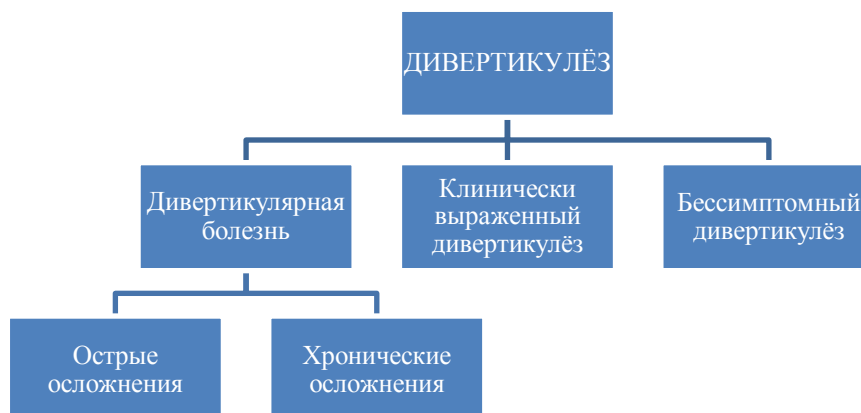 ДИВЕРТИКУЛЁЗ
Дивертикулярная
болезнь
Клинически
выраженный
дивертикулёз
Бессимптомный
дивертикулёз
Острые
осложнения
Хронические
осложнения